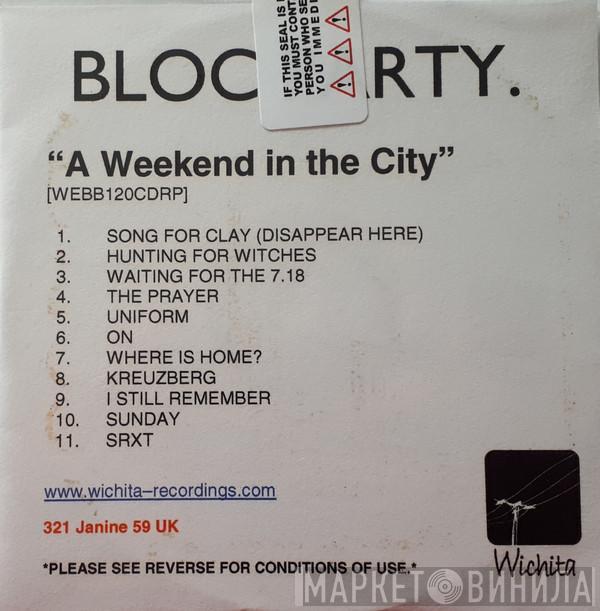 IF THIS SEAL IS
YOU MUST CONT
PERSON WHO SE
YOU IMMEDI
BLOC ARTY.
“A Weekend in the City”
[WEBB120CDRP]
1. SONG FOR CLAY (DISAPPEAR HERE)
2. HUNTING FOR WITCHES
3. WAITING FOR THE 7.18
4. THE PRAYER
5. UNIFORM
6. ON
7. WHERE IS HOME?
8. KREUZBERG
9. I STILL REMEMBER
10. SUNDAY
11. SRXT
www.wichita–recordings.com
321 Janine 59 UK
Wichita
*PLEASE SEE REVERSE FOR CONDITIONS OF USE.*
МАРКЕТ ВИНИЛА